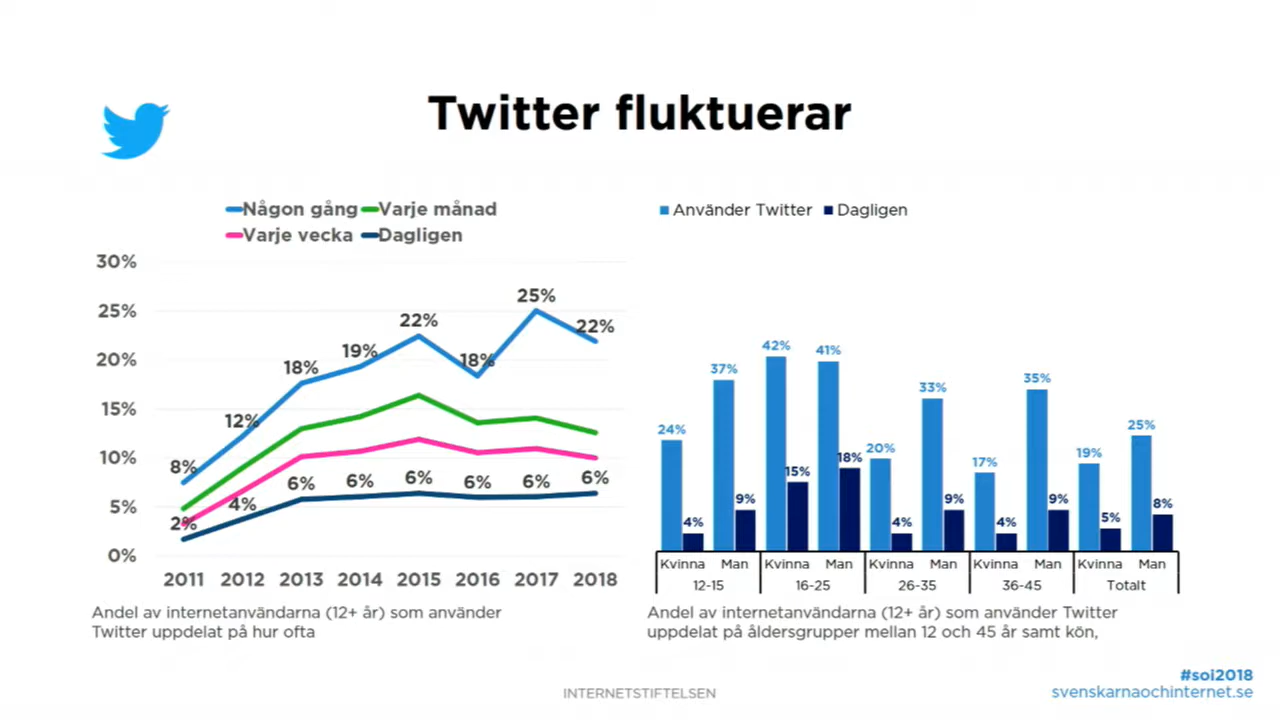 Twitter fluktuerar
Någon gång Varje månad
Varje vecka Dagligen
30%
25%
20%
15%
10%
5%
0%
8% 12% 18% 19% 22% 18% 25% 22%
2% 4% 6% 6% 6% 6% 6% 6%
2011 2012 2013 2014 2015 2016 2017 2018
Andel av internetanvändarna (12+ år) som använder
Twitter uppdelat på hur ofta
Använder Twitter Dagligen
24% 4% 37% 9% 42% 15% 41% 18% 20% 4% 33% 9% 17% 4% 35% 9% 19% 5% 25% 8%
Kvinna Man Kvinna Man Kvinna Man Kvinna Man Kvinna Man
12-15 16-25 26-35 36-45 Totalt
Andel av internetanvändarna (12+ år) som använder Twitter
uppdelat på åldersgrupper mellan 12 och 45 år samt kön,
#soi2018
INTERNETSTIFTELSEN
svenskarnaochinternet.se